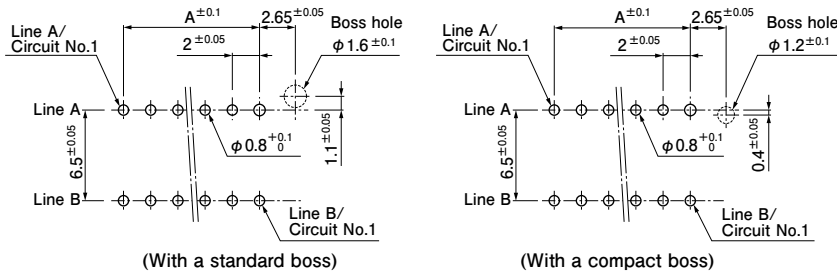 A±0.1
2.65±0.05
Line A/
Circuit No.1
2±0.05
Boss hole
φ1.6±0.1
Line A
6.5±0.05
φ0.8 +0.1 0
1.1±0.05
Line B
Line B/
Circuit No.1
(With a standard boss)
A±0.1
2.65±0.05
Line A/
Circuit No.1
2±0.05
Boss hole
φ1.2±0.1
Line A
6.5±0.05
φ0.8 +0.1 0
0.4±0.05
Line B
Line B/
Circuit No.1
(With a compact boss)